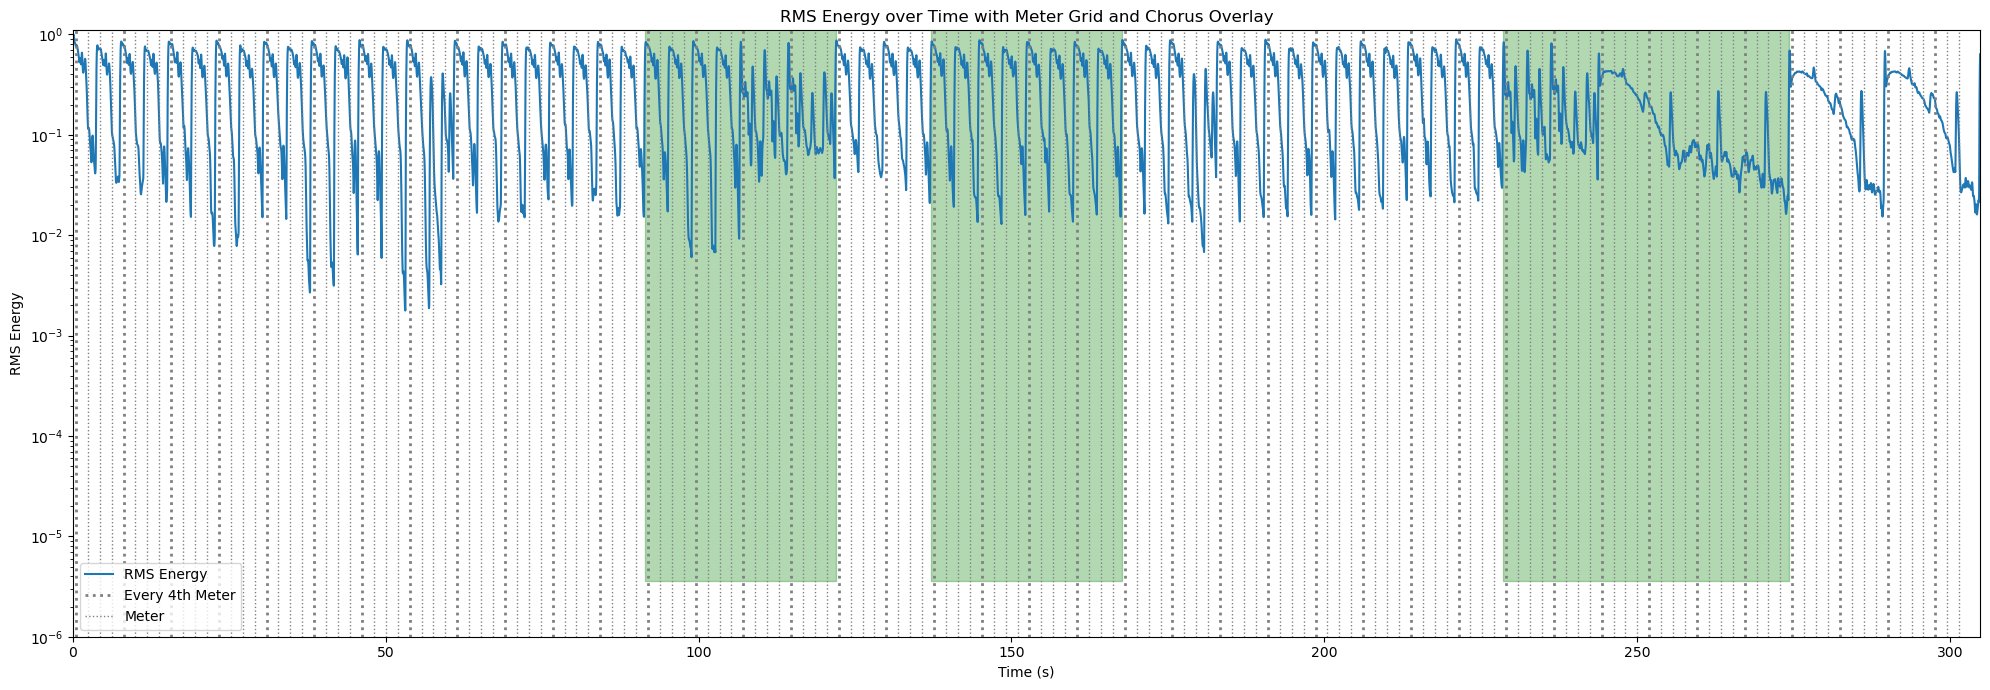 RMS Energy over Time with Meter Grid and Chorus Overlay
RMS Energy
10⁰
10⁻¹
10⁻²
10⁻³
10⁻⁴
10⁻⁵
10⁻⁶
RMS Energy
Every 4th Meter
Meter
0 50 100 150 200 250 300
Time (s)